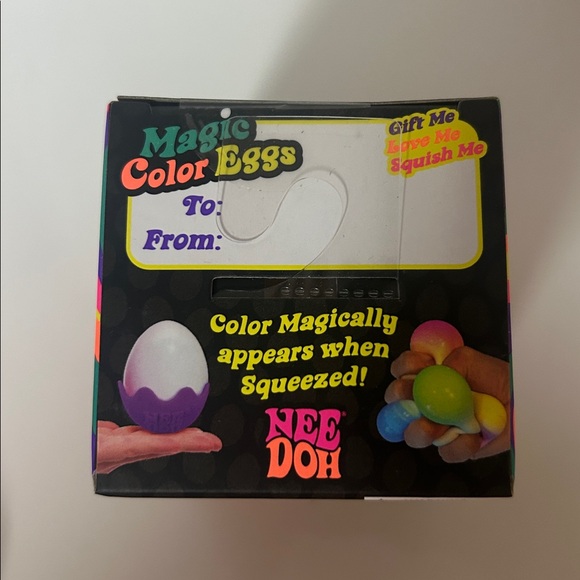 Magic
Color Eggs
Gift Me
Love Me
Squish Me
To:
From:
Color Magically
appears when
Squeezed!
NEE
DOH